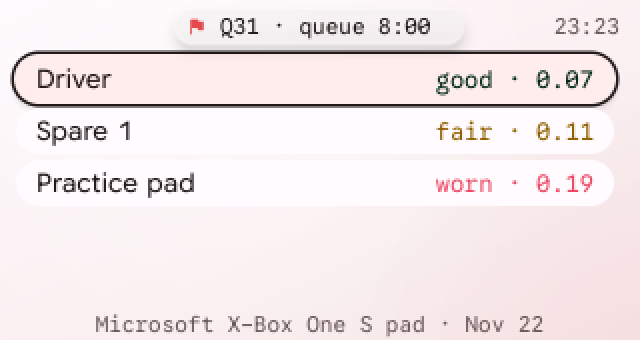 Q31 · queue 8:00
23:23
Driver good · 0.07
Spare 1 fair · 0.11
Practice pad worn · 0.19
Microsoft X-Box One S pad · Nov 22